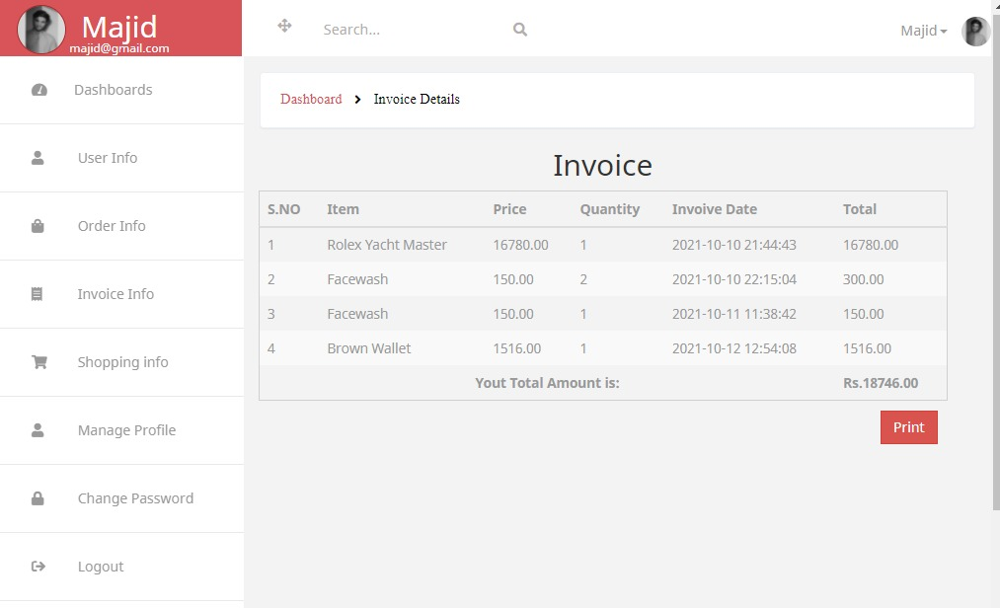 Majid
majid@gmail.com
Search...
Majid
Dashboards
User Info
Order Info
Invoice Info
Shopping info
Manage Profile
Change Password
Logout
Dashboard Invoice Details
Invoice
S.NO Item Price Quantity Invoive Date Total
1 Rolex Yacht Master 16780.00 1 2021-10-10 21:44:43 16780.00
2 Facewash 150.00 2 2021-10-10 22:15:04 300.00
3 Facewash 150.00 1 2021-10-11 11:38:42 150.00
4 Brown Wallet 1516.00 1 2021-10-12 12:54:08 1516.00
Yout Total Amount is: Rs.18746.00
Print